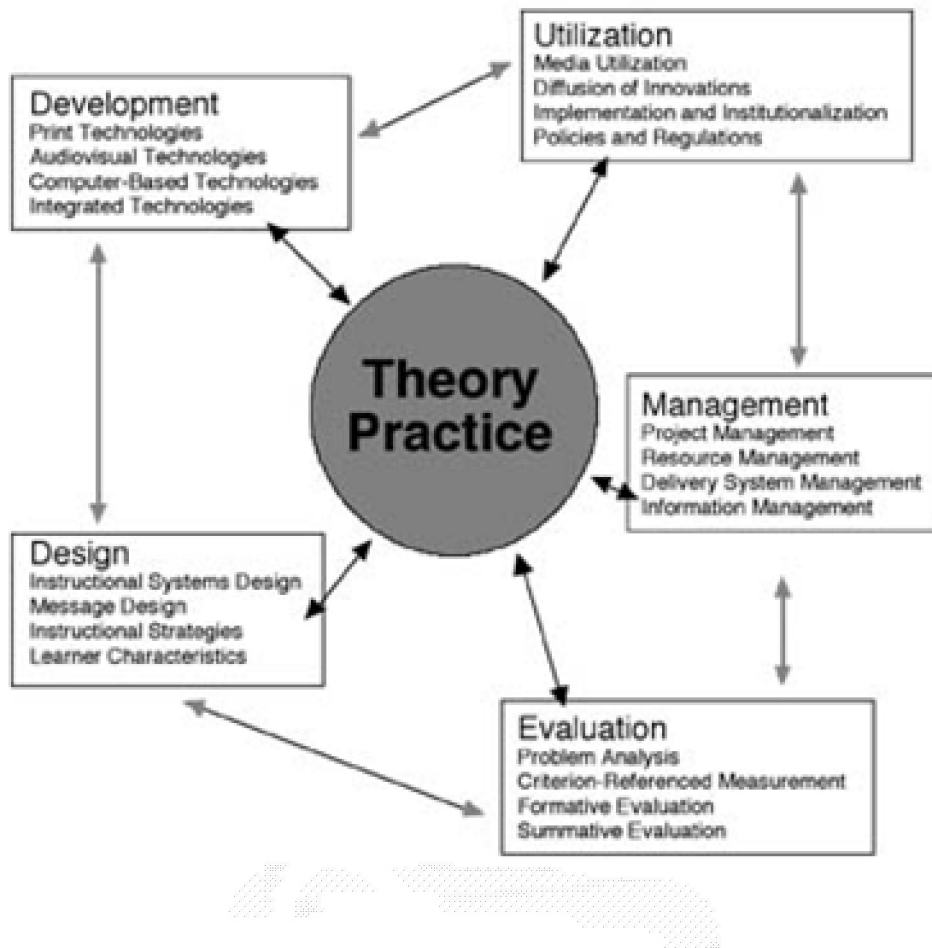 Utilization
Media Utilization
Diffusion of Innovations
Implementation and Institutionalization
Policies and Regulations
Development
Print Technologies
Audiovisual Technologies
Computer-Based Technologies
Integrated Technologies
Theory
Practice
Management
Project Management
Resource Management
Delivery System Management
Information Management
Design
Instructional Systems Design
Message Design
Instructional Strategies
Learner Characteristics
Evaluation
Problem Analysis
Criterion-Referenced Measurement
Formative Evaluation
Summative Evaluation